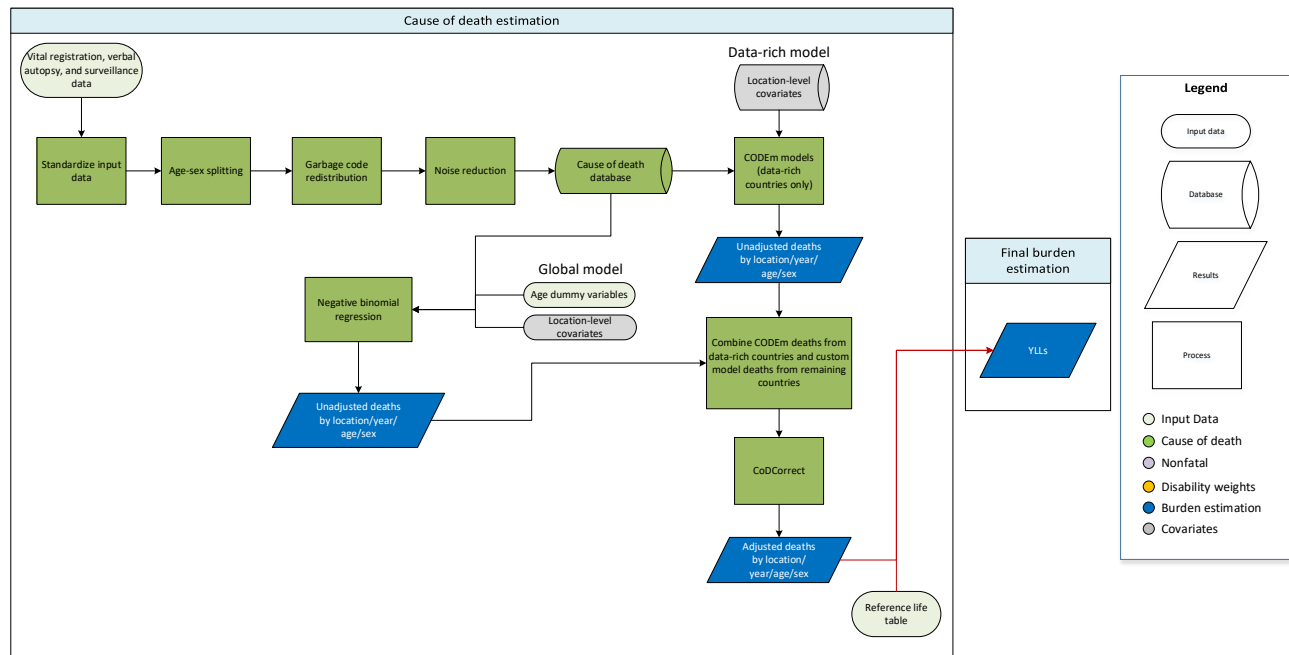 Cause of death estimation
Vital registration, verbal
autopsy, and surveillance
data
Data-rich model
Location-level
covariates
Standardize input
data
Age-sex splitting
Garbage code
redistribution
Noise reduction
Cause of death
database
CODEm models
(data-rich
countries only)
Unadjusted deaths
by location/year/
age/sex
Global model
Age dummy variables
Location-level
covariates
Negative binomial
regression
Unadjusted deaths
by location/year/
age/sex
Combine CODEm deaths from
data-rich countries and custom
model deaths from remaining
countries
CoDCorrect
Adjusted deaths
by location/
year/age/sex
Reference life
table
Final burden
estimation
YLLs
Legend
Input data
Database
Results
Process
Input Data
Cause of death
Nonfatal
Disability weights
Burden estimation
Covariates